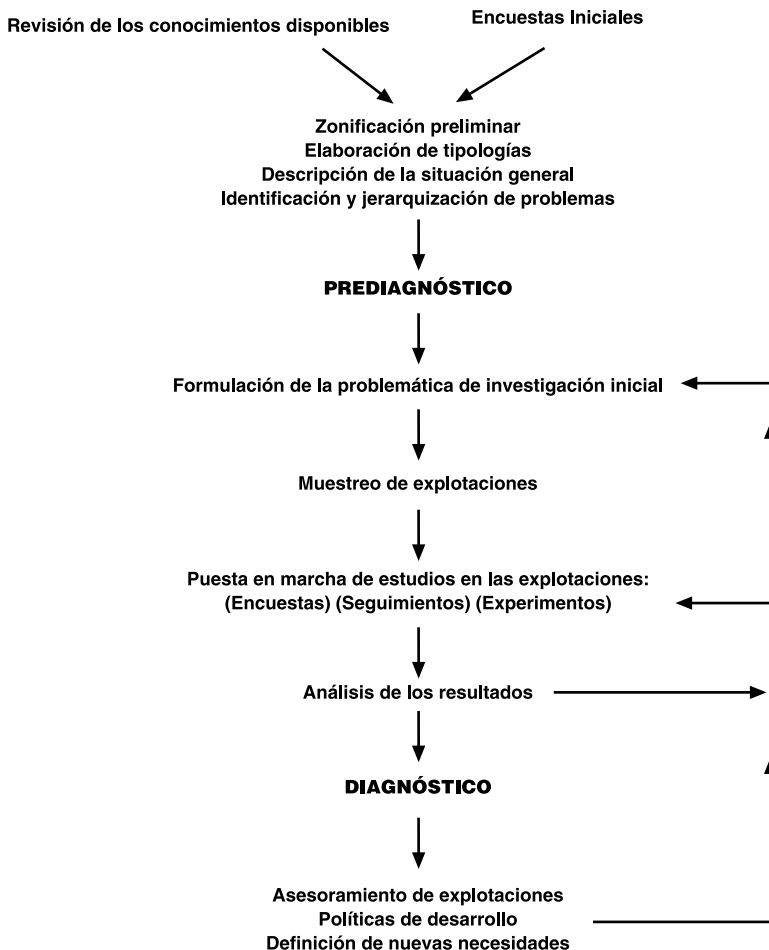 Revisión de los conocimientos disponibles
Encuestas Iniciales
Zonificación preliminar
Elaboración de tipologías
Descripción de la situación general
Identificación y jerarquización de problemas
PREDIAGNÓSTICO
Formulación de la problemática de investigación inicial
Muestreo de explotaciones
Puesta en marcha de estudios en las explotaciones:
(Encuestas) (Seguimientos) (Experimentos)
Análisis de los resultados
DIAGNÓSTICO
Asesoramiento de explotaciones
Políticas de desarrollo
Definición de nuevas necesidades